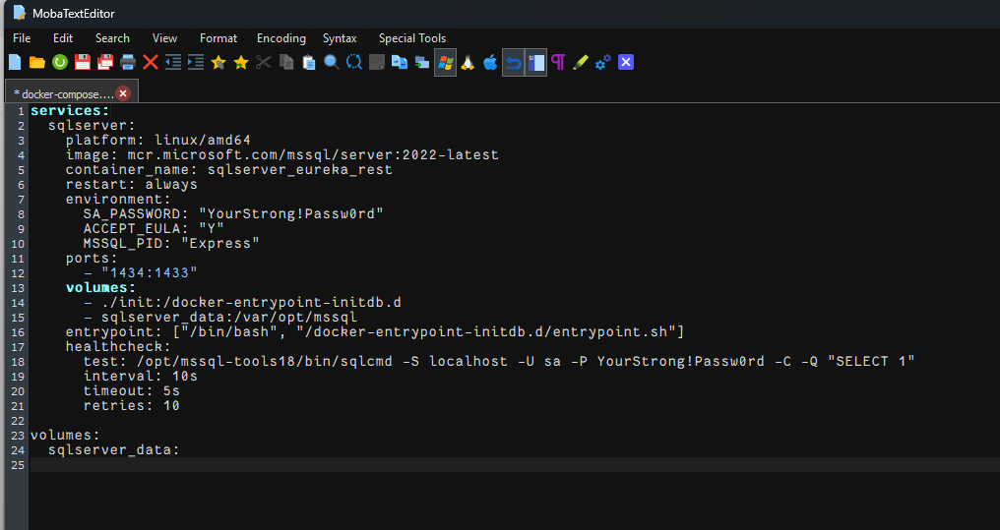 MobaTextEditor
File Edit Search View Format Encoding Syntax Special Tools
* docker-compose....
1 services:
2   sqlserver:
3     platform: linux/amd64
4     image: mcr.microsoft.com/mssql/server:2022-latest
5     container_name: sqlserver_eureka_rest
6     restart: always
7     environment:
8       SA_PASSWORD: "YourStrong!Passw0rd"
9       ACCEPT_EULA: "Y"
10       MSSQL_PID: "Express"
11     ports:
12       - "1434:1433"
13     volumes:
14       - ./init:/docker-entrypoint-initdb.d
15       - sqlserver_data:/var/opt/mssql
16     entrypoint: ["/bin/bash", "/docker-entrypoint-initdb.d/entrypoint.sh"]
17     healthcheck:
18       test: /opt/mssql-tools18/bin/sqlcmd -S localhost -U sa -P YourStrong!Passw0rd -C -Q "SELECT 1"
19       interval: 10s
20       timeout: 5s
21       retries: 10
22
23 volumes:
24   sqlserver_data:
25